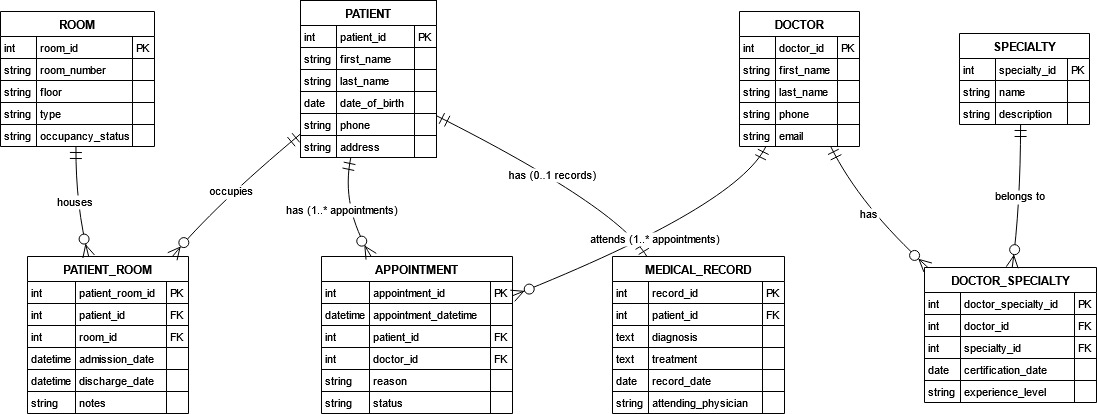 ROOM
int room_id PK
string room_number
string floor
string type
string occupancy_status
PATIENT
int patient_id PK
string first_name
string last_name
date date_of_birth
string phone
string address
DOCTOR
int doctor_id PK
string first_name
string last_name
string phone
string email
SPECIALTY
int specialty_id PK
string name
string description
houses
occupies
has (1..* appointments)
has (0..1 records)
attends (1..* appointments)
has
belongs to
PATIENT_ROOM
int patient_room_id PK
int patient_id FK
int room_id FK
datetime admission_date
datetime discharge_date
string notes
APPOINTMENT
int appointment_id PK
datetime appointment_datetime
int patient_id FK
int doctor_id FK
string reason
string status
MEDICAL_RECORD
int record_id PK
int patient_id FK
text diagnosis
text treatment
date record_date
string attending_physician
DOCTOR_SPECIALTY
int doctor_specialty_id PK
int doctor_id FK
int specialty_id FK
date certification_date
string experience_level